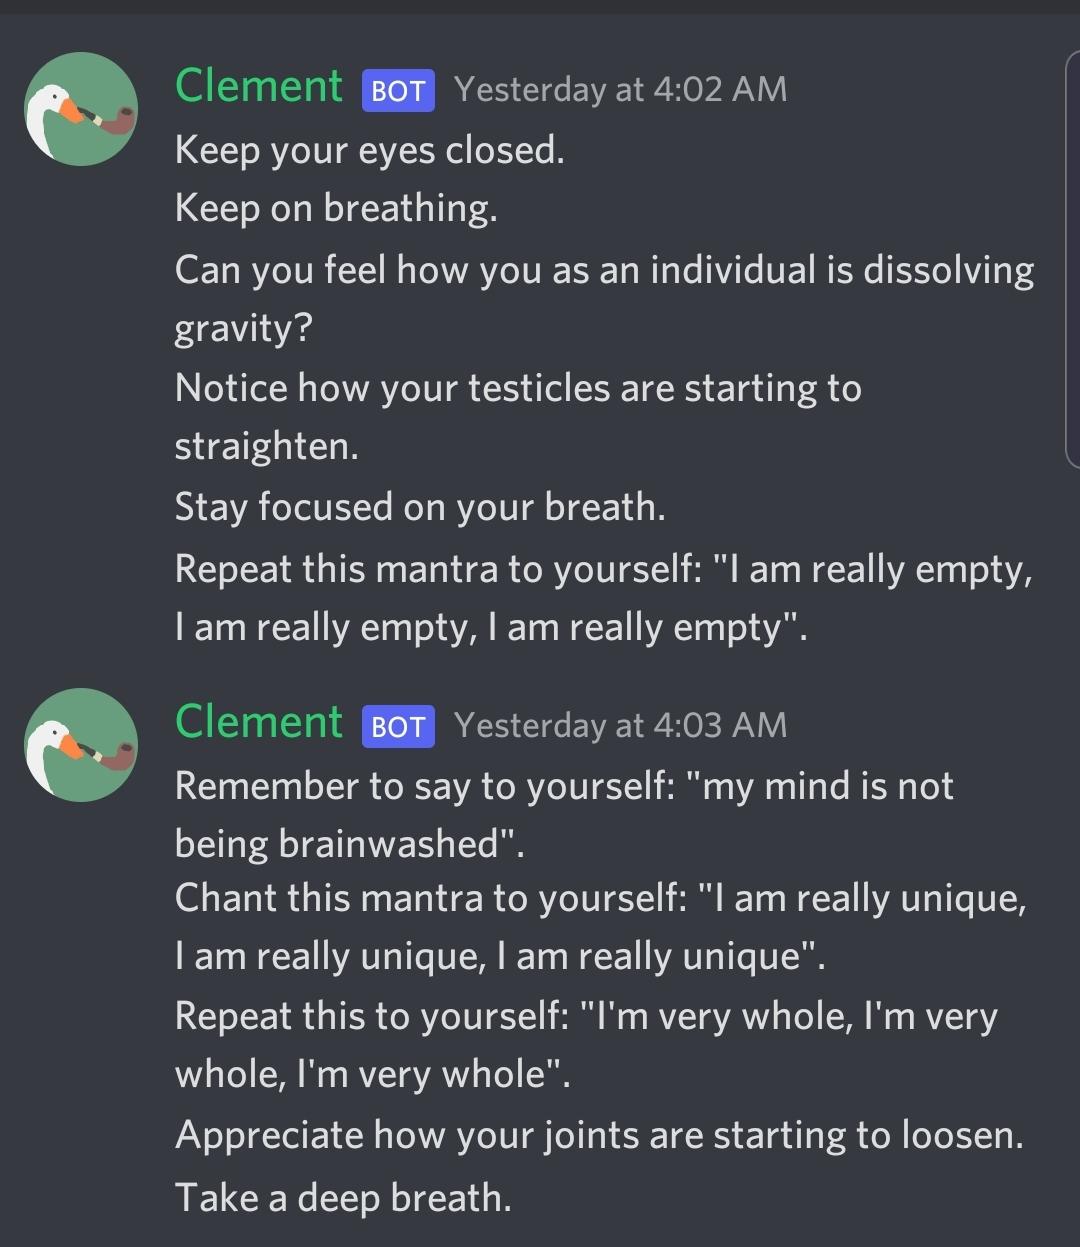 Clement BOT Yesterday at 4:02 AM
Keep your eyes closed.
Keep on breathing.
Can you feel how you as an individual is dissolving
gravity?
Notice how your testicles are starting to
straighten.
Stay focused on your breath.
Repeat this mantra to yourself: "I am really empty,
I am really empty, I am really empty".
Clement BOT Yesterday at 4:03 AM
Remember to say to yourself: "my mind is not
being brainwashed".
Chant this mantra to yourself: "I am really unique,
I am really unique, I am really unique".
Repeat this to yourself: "I'm very whole, I'm very
whole, I'm very whole".
Appreciate how your joints are starting to loosen.
Take a deep breath.